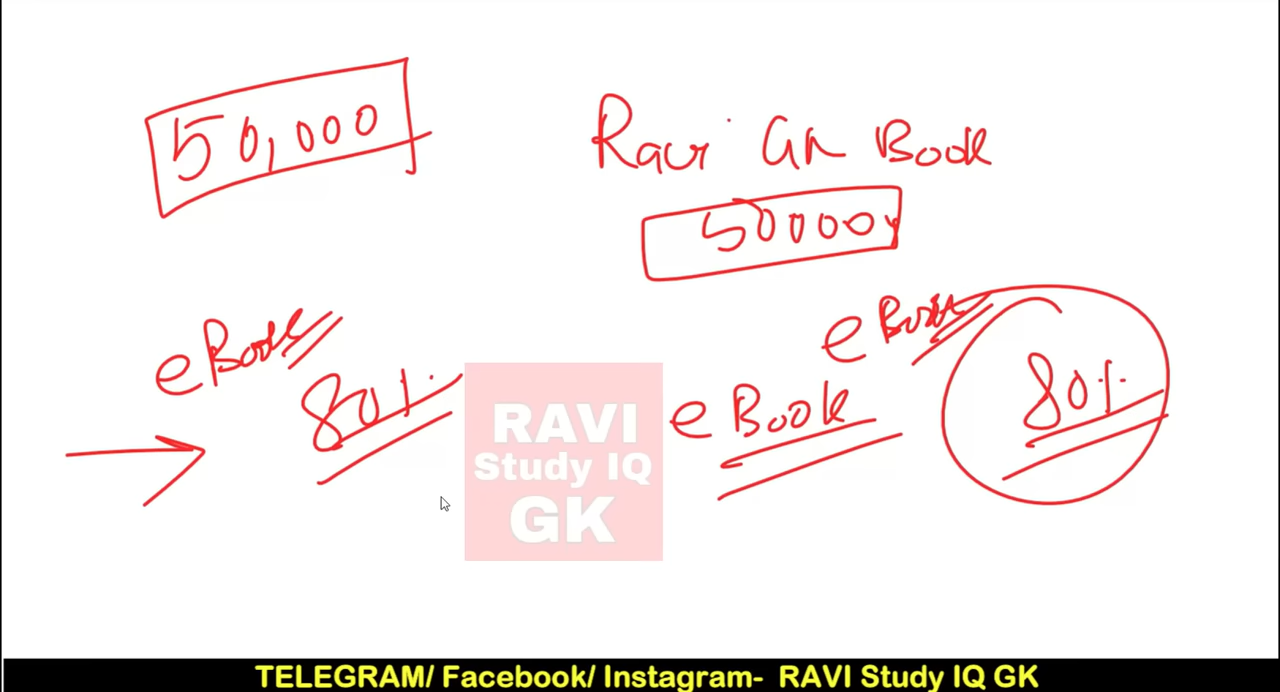 50,000
Ravi GK Book
50000
eBook
80%
eBook
eBook
80%
RAVI
Study IQ
GK
TELEGRAM/ Facebook/ Instagram- RAVI Study IQ GK